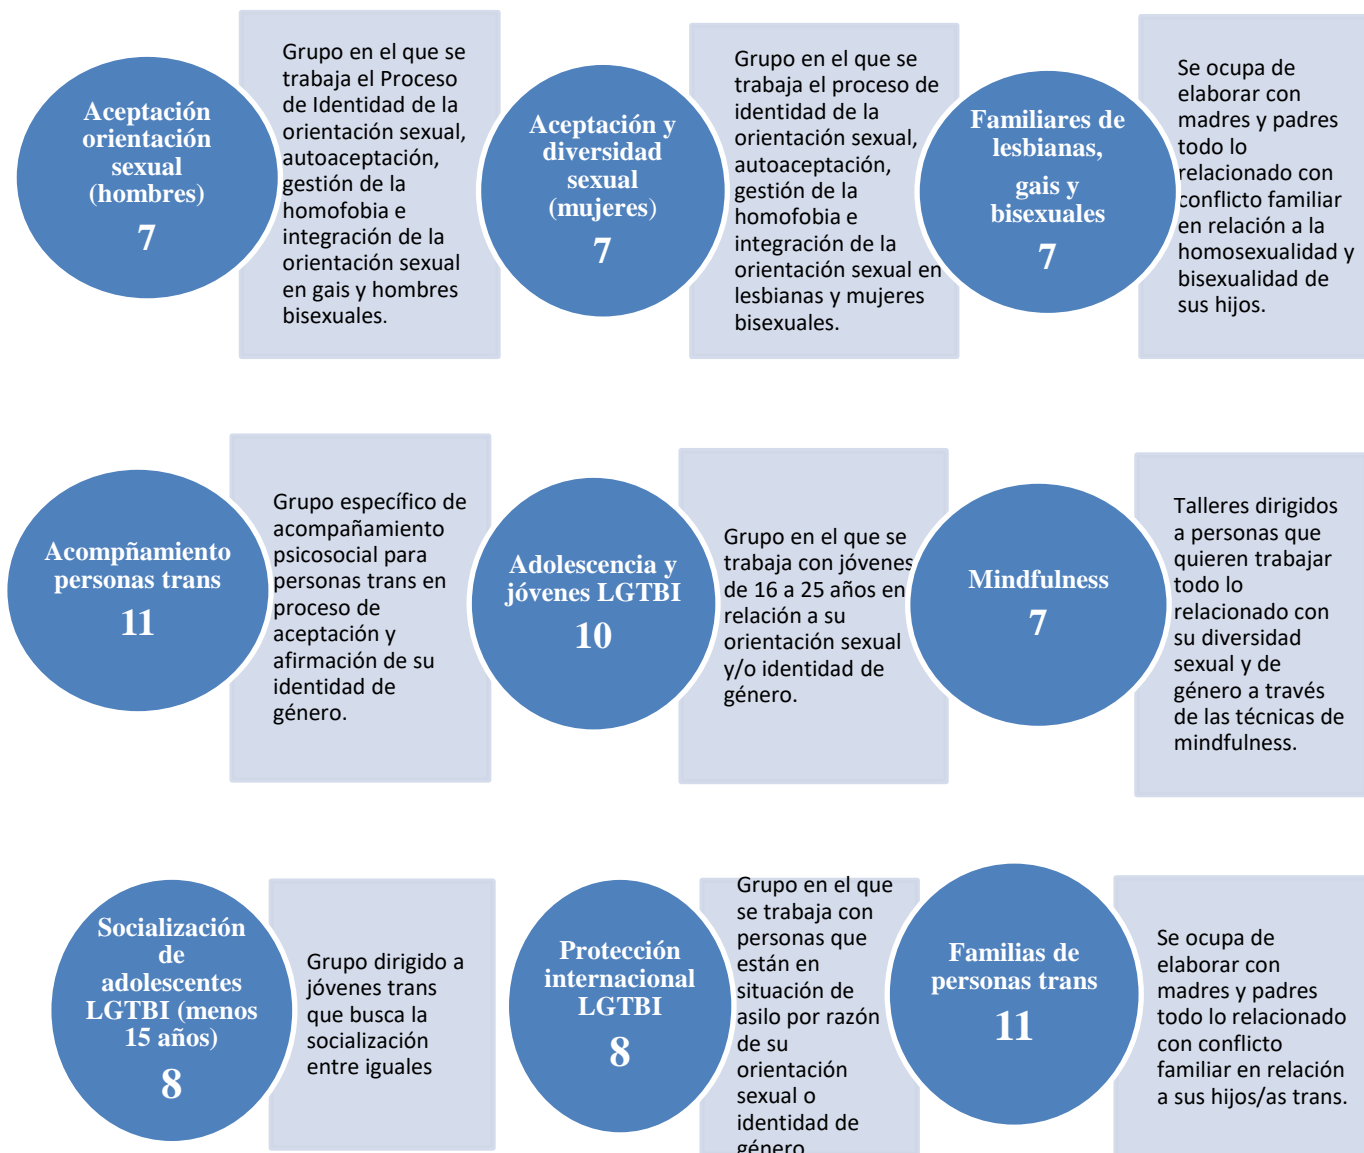 Aceptación
orientación
sexual
(hombres)
7
Grupo en el que se
trabaja el Proceso
de Identidad de la
orientación sexual,
autoaceptación,
gestión de la
homofobia e
integración de la
orientación sexual
en gais y hombres
bisexuales.
Aceptación y
diversidad
sexual
(mujeres)
7
Grupo en el que se
trabaja el proceso de
identidad de la
orientación sexual,
autoaceptación,
gestión de la
homofobia e
integración de la
orientación sexual en
lesbianas y mujeres
bisexuales.
Familiares de
lesbianas,
gais y
bisexuales
7
Se ocupa de
elaborar con
madres y padres
todo lo
relacionado con
conflicto familiar
en relación a la
homosexualidad y
bisexualidad de
sus hijos.
Acompñamiento
personas trans
11
Grupo específico de
acompañamiento
psicosocial para
personas trans en
proceso de
aceptación y
afirmación de su
identidad de
género.
Adolescencia y
jóvenes LGTBI
10
Grupo en el que se
trabaja con jóvenes
de 16 a 25 años en
relación a su
orientación sexual
y/o identidad de
género.
Mindfulness
7
Talleres dirigidos
a personas que
quieren trabajar
todo lo
relacionado con
su diversidad
sexual y de
género a través
de las técnicas de
mindfulness.
Socialización
de
adolescentes
LGTBI (menos
15 años)
8
Grupo dirigido a
jóvenes trans
que busca la
socialización
entre iguales
Protección
internacional
LGTBI
8
Grupo en el que
se trabaja con
personas que
están en
situación de
asilo por razón
de su
orientación
sexual o
identidad de
género
Familias de
personas trans
11
Se ocupa de
elaborar con
madres y padres
todo lo relacionado
con conflicto
familiar en relación
a sus hijos/as trans.